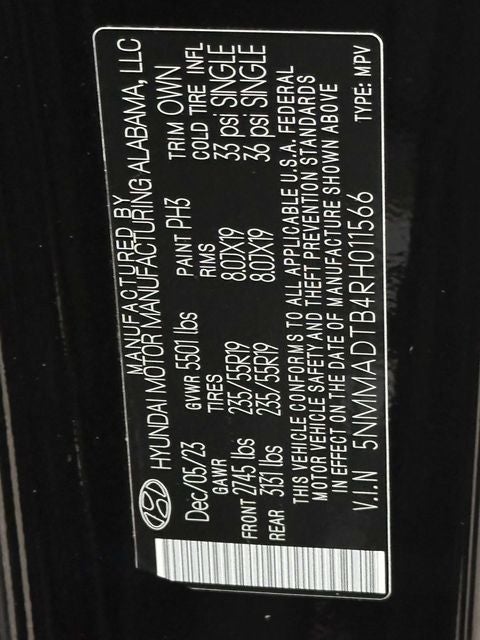 MANUFACTURED BY
HYUNDAI MOTOR MANUFACTURING ALABAMA, LLC
Dec/05/23 GVWR 5501 lbs PAINT PH3 TRIM OWN
GAWR TIRES RIMS COLD TIRE INFL
FRONT 2745 lbs 235/55R19 8.0JX19 33 psi SINGLE
REAR 3131 lbs 235/55R19 8.0JX19 36 psi SINGLE
THIS VEHICLE CONFORMS TO ALL APPLICABLE U.S.A. FEDERAL
MOTOR VEHICLE SAFETY AND THEFT PREVENTION STANDARDS
IN EFFECT ON THE DATE OF MANUFACTURE SHOWN ABOVE
V.I.N 5NMMADTB4RH011566 TYPE: MPV